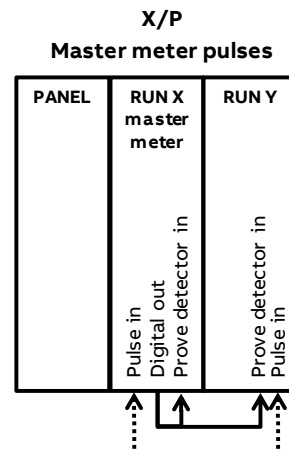 X/P
Master meter pulses
PANEL
RUN X
master
meter
RUN Y
Pulse in
Digital out
Prove detector in
Prove detector in
Pulse in